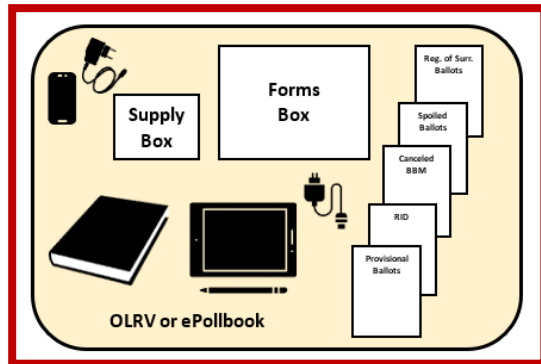 Supply
Box
Forms
Box
Reg. of Surr.
Ballots
Spoiled
Ballots
Canceled
BBM
RID
Provisional
Ballots
OLRV or ePollbook